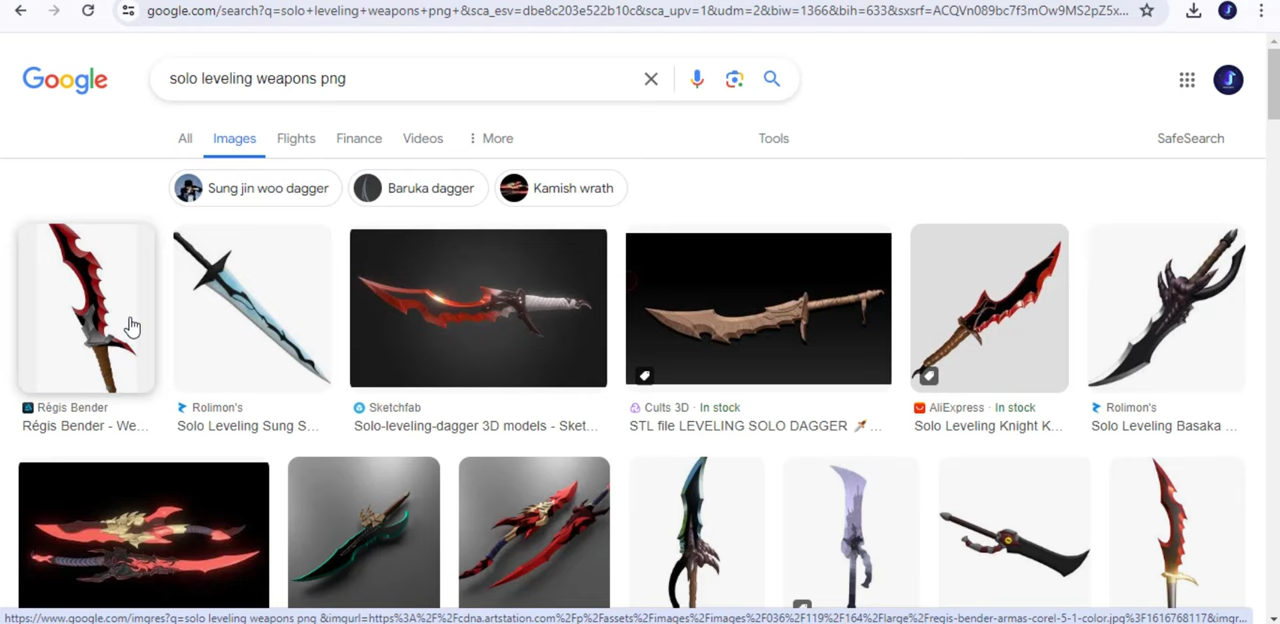 google.com/search?q=solo+leveling+weapons+png+&sca_esv=dbe8c203e522b10c&sca_upv=1&udm=2&biw=1366&bih=633&sxsrf=ACQVn089bc7f3mOw9MS2pZ5x...
Google
solo leveling weapons png
All Images Flights Finance Videos More Tools SafeSearch
Sung jin woo dagger Baruka dagger Kamish wrath
Régis Bender Rolimon's Sketchfab Cults 3D · In stock AliExpress · In stock Rolimon's
Régis Bender - We... Solo Leveling Sung S... Solo-leveling-dagger 3D models - Sket... STL file LEVELING SOLO DAGGER 🗡️ ... Solo Leveling Knight K... Solo Leveling Basaka ...
https://www.google.com/imgres?q=solo leveling weapons png &imgurl=https%3A%2F%2Fcdna.artstation.com%2Fp%2Fassets%2Fimages%2Fimages%2F036%2F119%2F164%2Flarge%2Fregis-bender-armas-corel-5-1-color.jpg%3F1616768117&imgr...